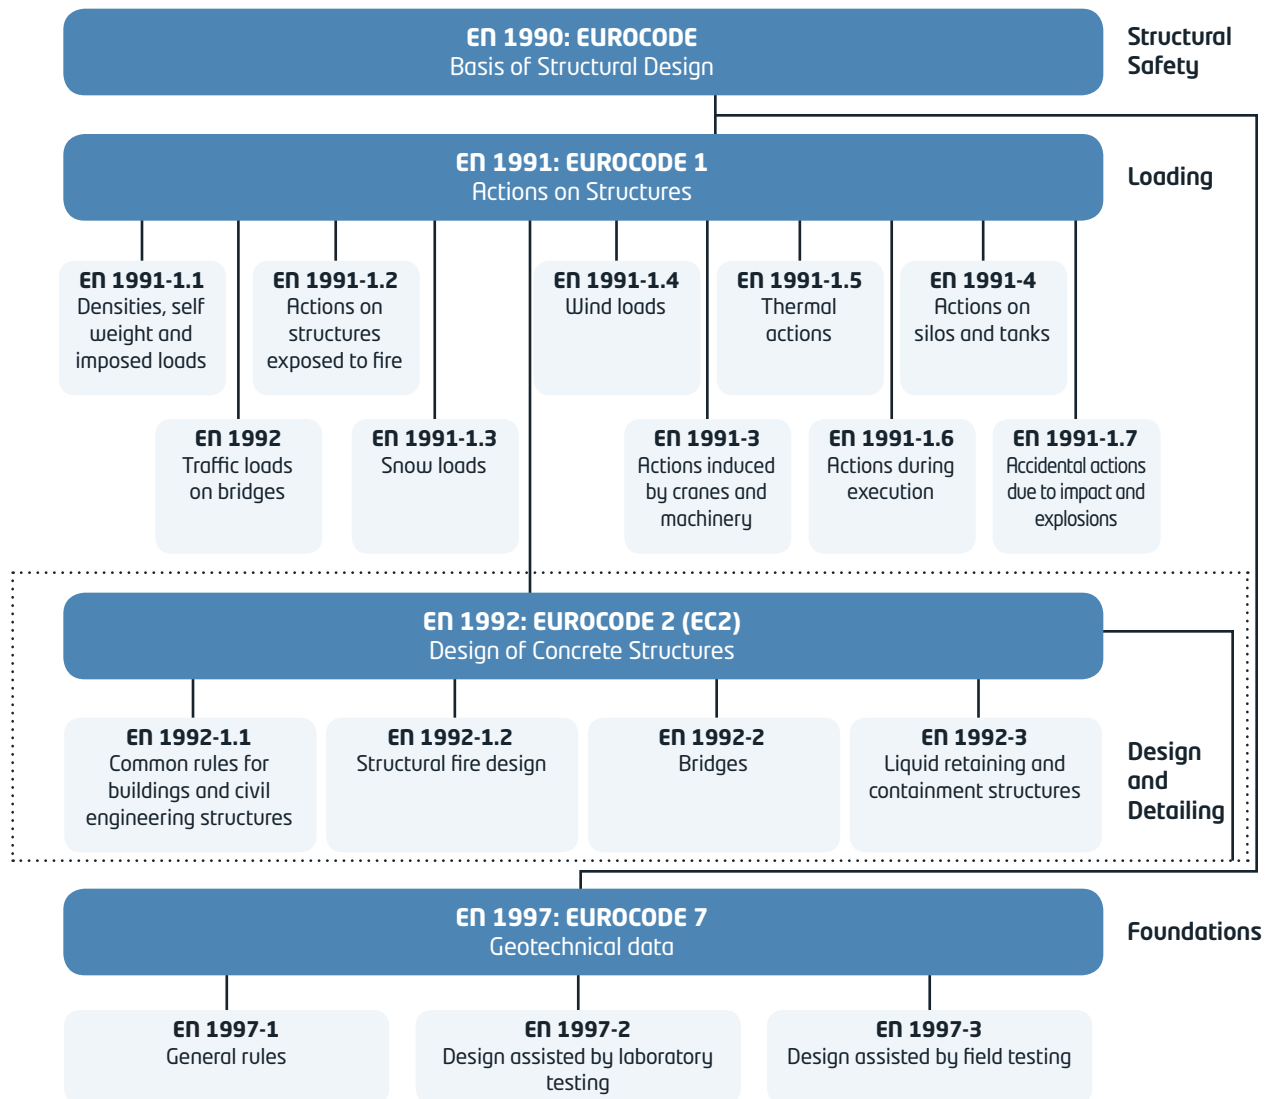 EN 1990: EUROCODE
Basis of Structural Design
Structural
Safety
EN 1991: EUROCODE 1
Actions on Structures
Loading
EN 1991-1.1
Densities, self
weight and
imposed loads
EN 1991-1.2
Actions on
structures
exposed to fire
EN 1991-1.4
Wind loads
EN 1991-1.5
Thermal
actions
EN 1991-4
Actions on
silos and tanks
EN 1992
Traffic loads
on bridges
EN 1991-1.3
Snow loads
EN 1991-3
Actions induced
by cranes and
machinery
EN 1991-1.6
Actions during
execution
EN 1991-1.7
Accidental actions
due to impact and
explosions
EN 1992: EUROCODE 2 (EC2)
Design of Concrete Structures
EN 1992-1.1
Common rules for
buildings and civil
engineering structures
EN 1992-1.2
Structural fire design
EN 1992-2
Bridges
EN 1992-3
Liquid retaining and
containment structures
Design
and
Detailing
EN 1997: EUROCODE 7
Geotechnical data
Foundations
EN 1997-1
General rules
EN 1997-2
Design assisted by laboratory
testing
EN 1997-3
Design assisted by field testing